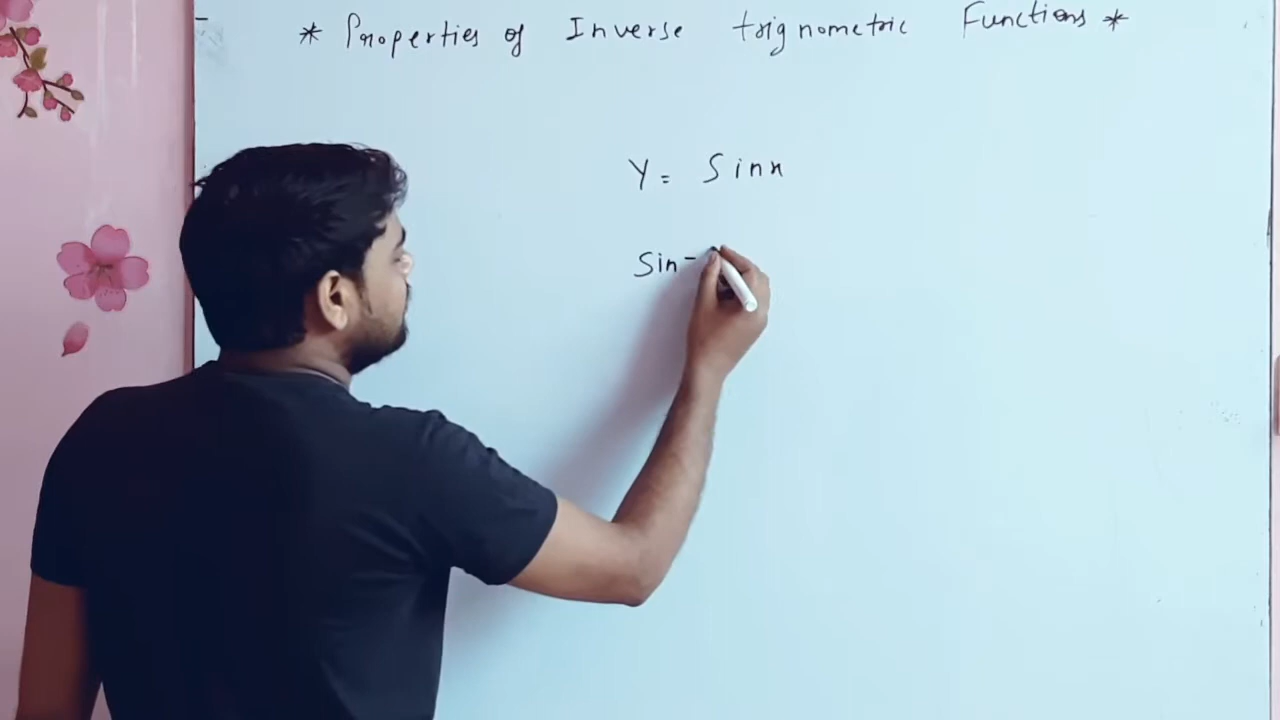 * Properties of Inverse trignometric Functions *
Y = Sinx
Sin-